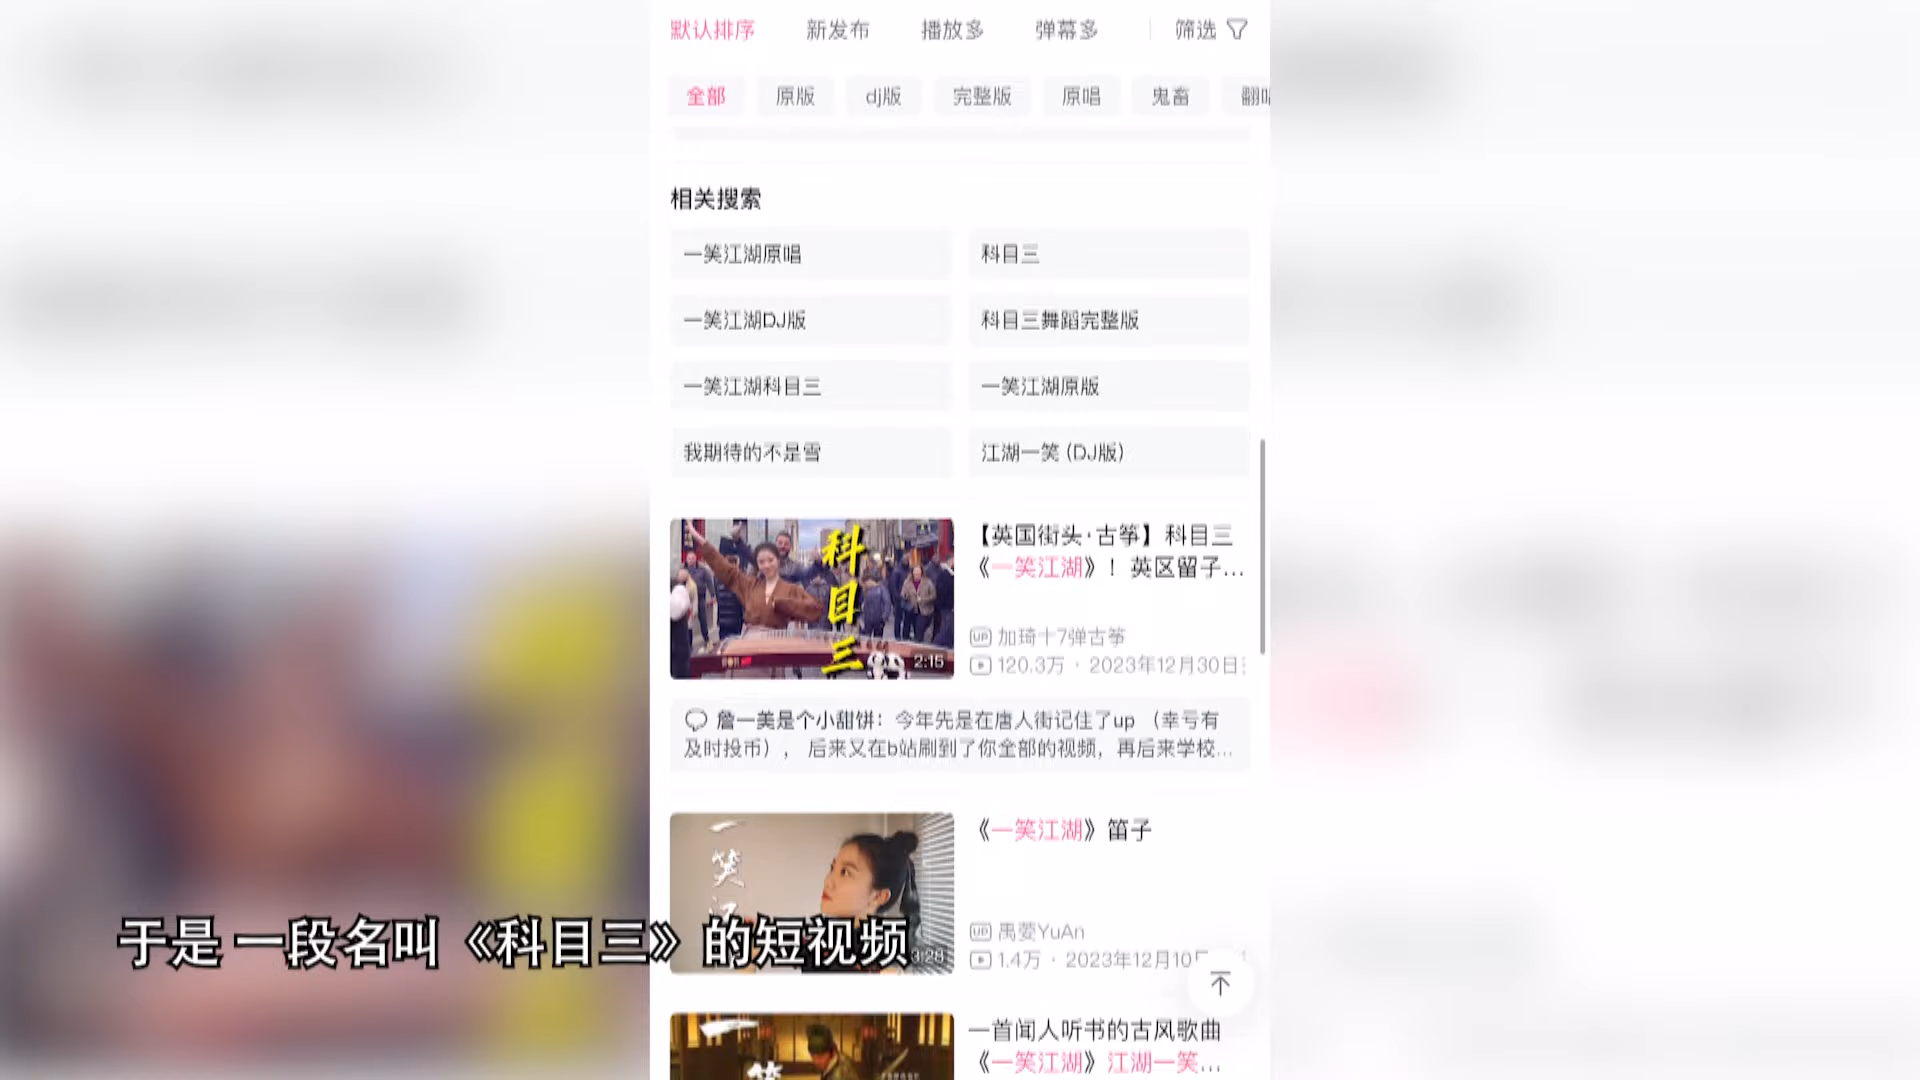 默认排序 新发布 播放多 弹幕多 筛选
全部 原版 dj版 完整版 原唱 鬼畜 翻唱
相关搜索
一笑江湖原唱 科目三
一笑江湖DJ版 科目三舞蹈完整版
一笑江湖科目三 一笑江湖原版
我期待的不是雪 江湖一笑 (DJ版)
科目三
2:15
【英国街头·古筝】科目三
《一笑江湖》！英区留子...
UP 加琦十7弹古筝
120.3万 · 2023年12月30日
詹一美是个小甜饼：今年先是在唐人街记住了up （幸亏有
及时投币）， 后来又在b站刷到了你全部的视频，再后来学校...
一笑江
3:28
《一笑江湖》笛子
UP 禹蓤YuAn
1.4万 · 2023年12月10
于是 一段名叫《科目三》的短视频
一笑
一首闻人听书的古风歌曲
《一笑江湖》江湖一笑...